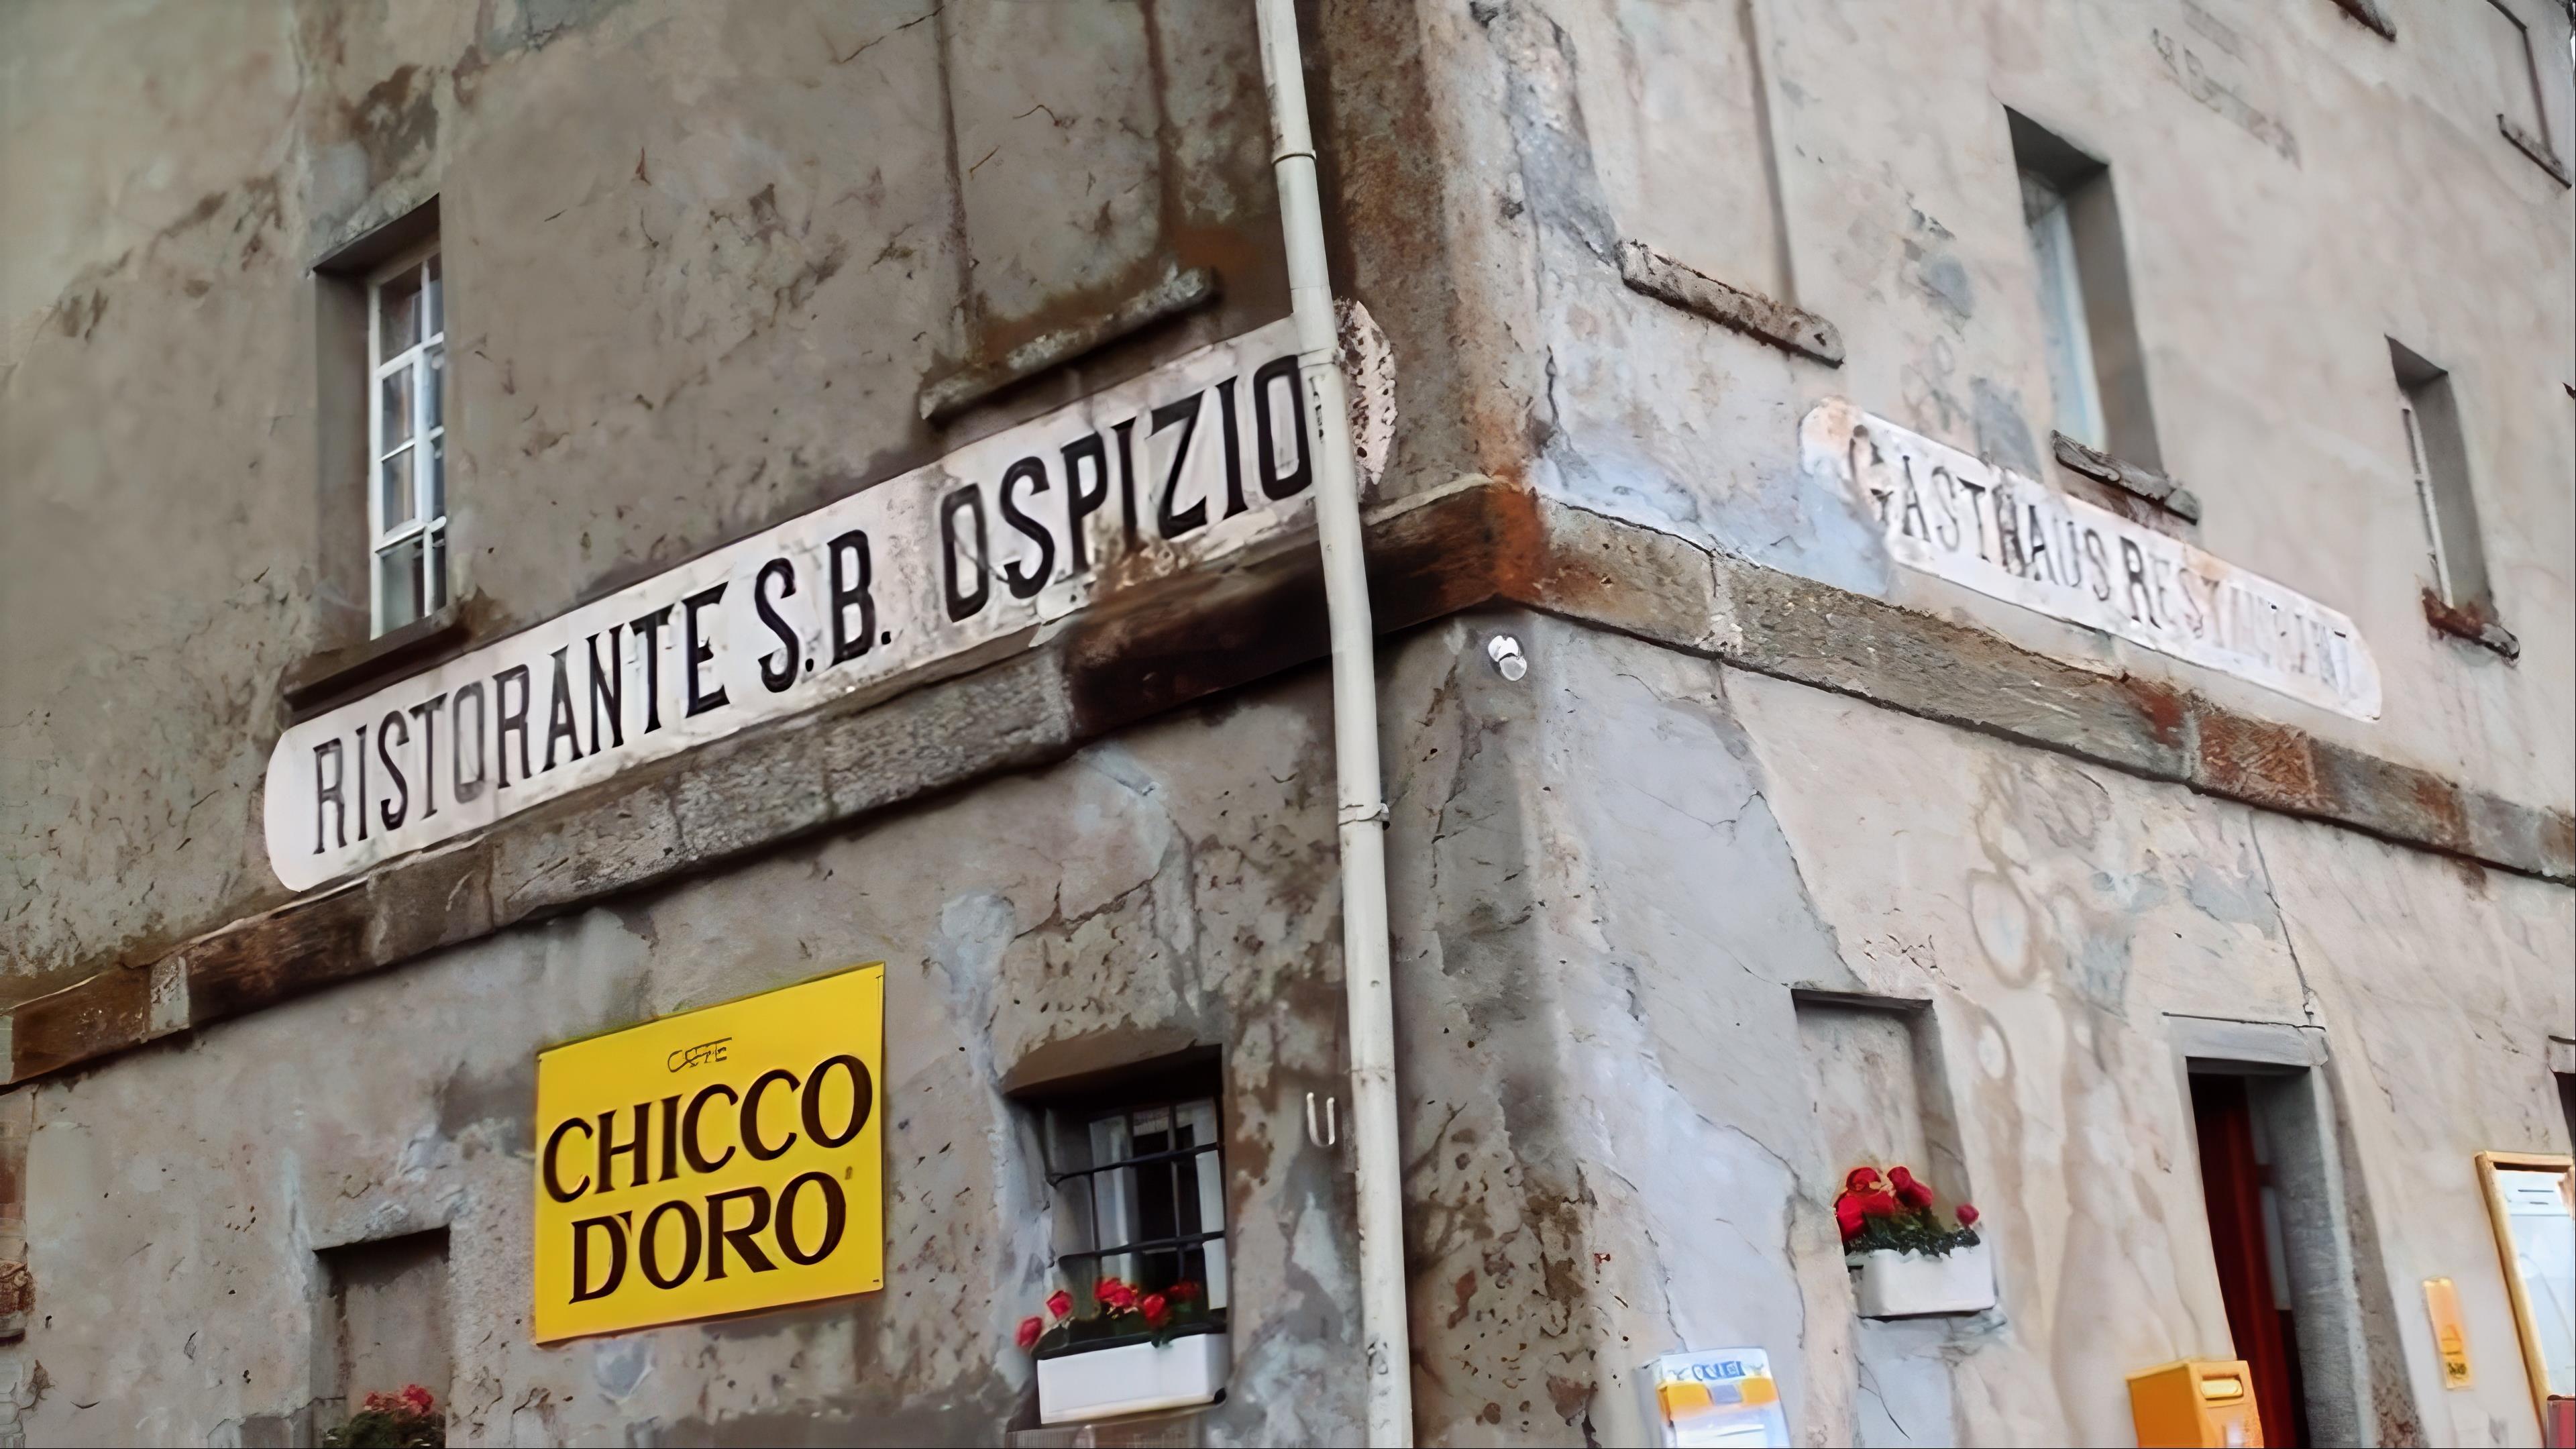 RISTORANTE S.B. OSPIZIO
GASTHAUS RESTAURANT
CHICCO
D'ORO